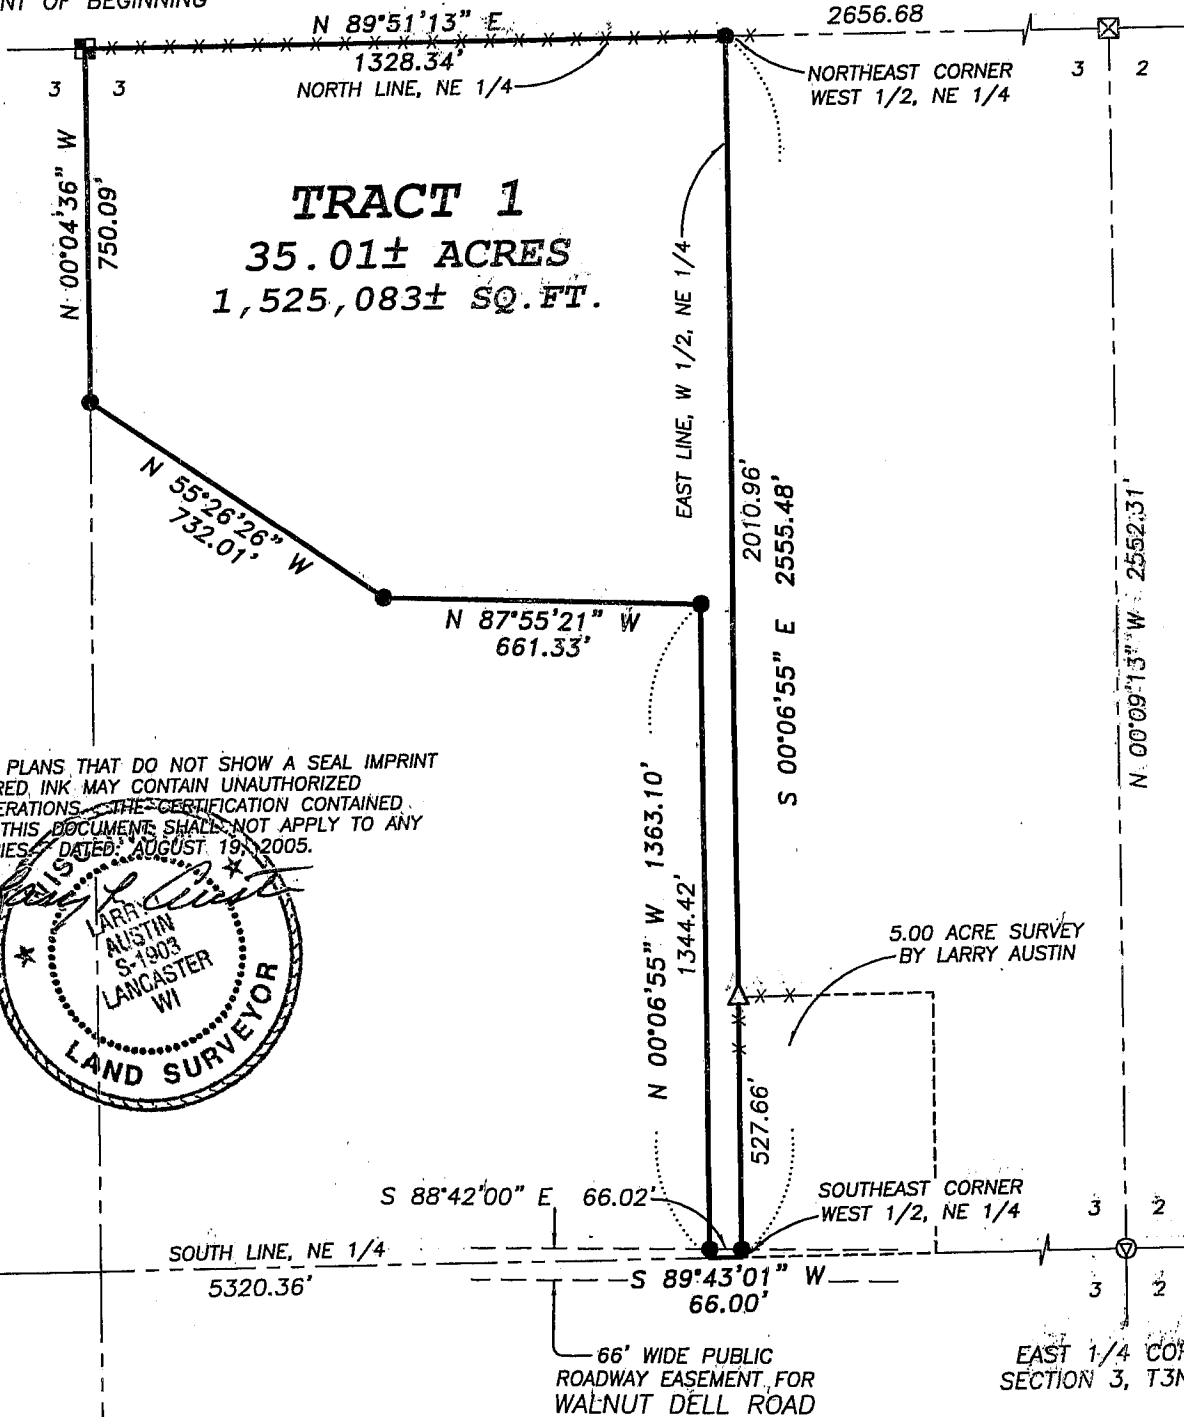 NT OF BEGINNING
N 89°51'13" E
1328.34'
NORTH LINE, NE 1/4
2656.68
3 3
3 2
NORTHEAST CORNER
WEST 1/2, NE 1/4
N 00°04'36" W
750.09'
TRACT 1
35.01± ACRES
1,525,083± SQ.FT.
EAST LINE, W 1/2, NE 1/4
N 55°26'26" W
732.01'
N 87°55'21" W
661.33'
2010.96'
S 00°06'55" E 2555.48'
N 00°09'13" W 2552.31'
PLANS THAT DO NOT SHOW A SEAL IMPRINT
RED INK MAY CONTAIN UNAUTHORIZED
ERATIONS. THE CERTIFICATION CONTAINED
THIS DOCUMENT SHALL NOT APPLY TO ANY
IES. DATED: AUGUST 19, 2005.
LARRY
AUSTIN
S-1903
LANCASTER
WI
LAND SURVEYOR
N 00°06'55" W 1363.10'
1344.42'
5.00 ACRE SURVEY
BY LARRY AUSTIN
527.66'
S 88°42'00" E 66.02'
SOUTHEAST CORNER
WEST 1/2, NE 1/4
3 2
SOUTH LINE, NE 1/4
5320.36'
S 89°43'01" W
66.00'
3 2
66' WIDE PUBLIC
ROADWAY EASEMENT FOR
WALNUT DELL ROAD
EAST 1/4 COR
SECTION 3, T3N